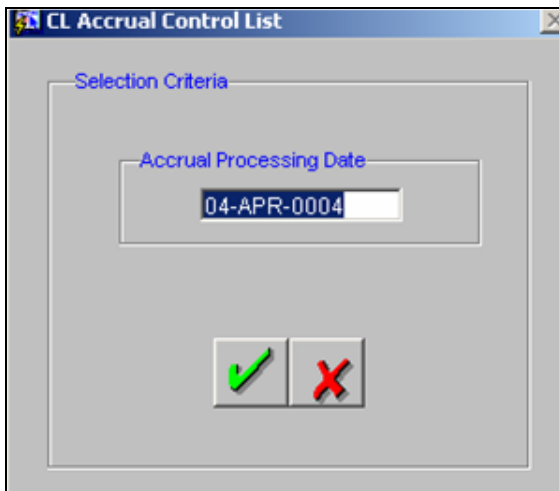 CL Accrual Control List
Selection Criteria
Accrual Processing Date
04-APR-0004